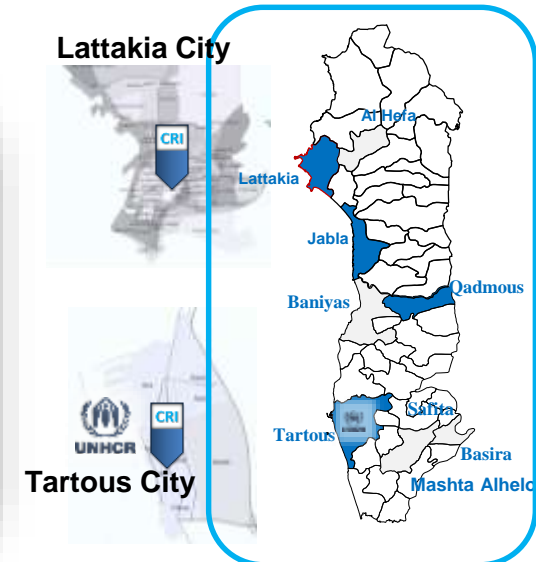 Lattakia City
CRI
Al Hefa
Lattakia
Jabla
Qadmous
Baniyas
CRI
UNHCR
Safita
Tartous
Basira
Tartous City
Mashta Alhelo